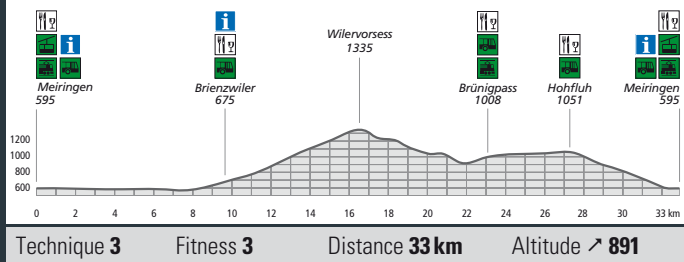 Wilervorsess
1335
Meiringen
595
Brienzwiler
675
Brünigpass
1008
Hohfluh
1051
Meiringen
595
1200
1000
800
600
0 2 4 6 8 10 12 14 16 18 20 22 24 26 28 30 33 km
Technique 3 Fitness 3 Distance 33 km Altitude ↗ 891